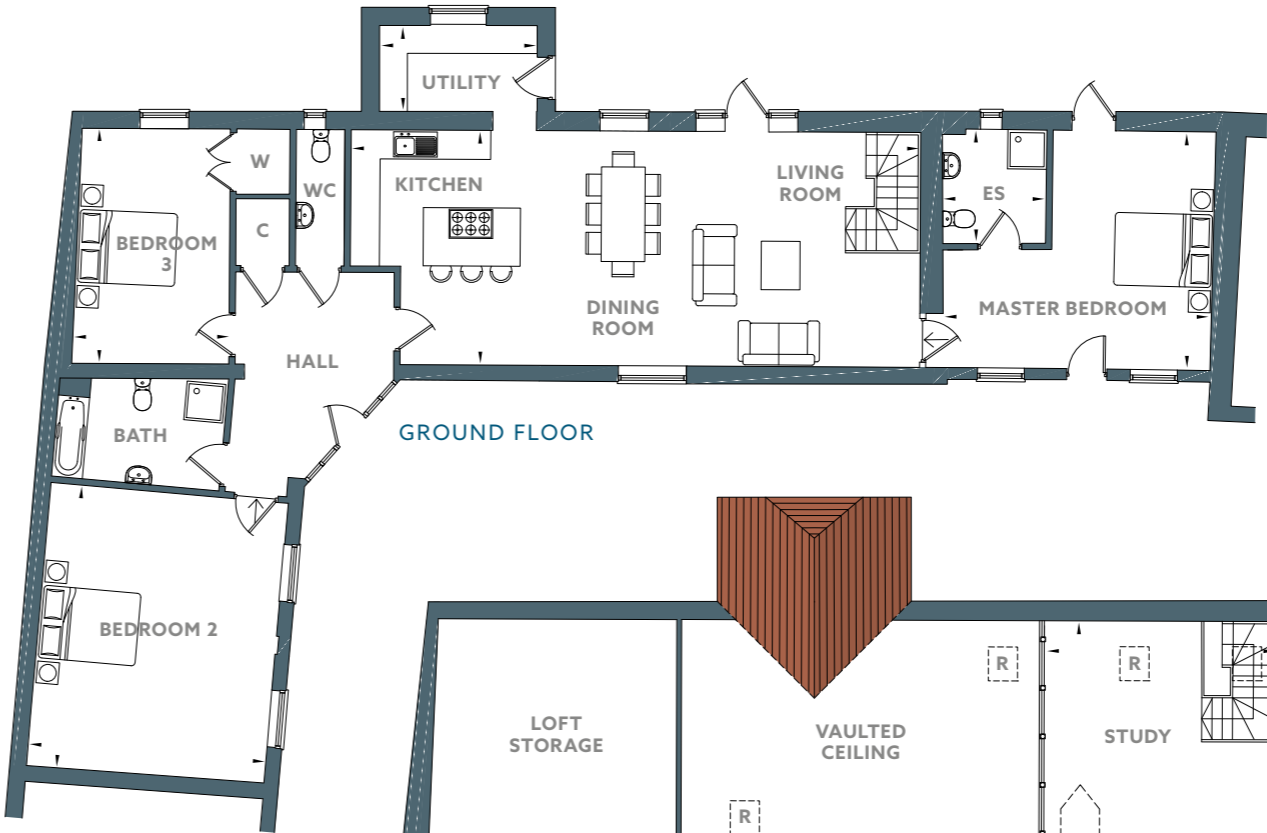 UTILITY
W
WC
KITCHEN
LIVING
ROOM
ES
C
BEDROOM
3
DINING
ROOM
MASTER BEDROOM
HALL
BATH
GROUND FLOOR
BEDROOM 2
R
R
LOFT
STORAGE
VAULTED
CEILING
STUDY
R